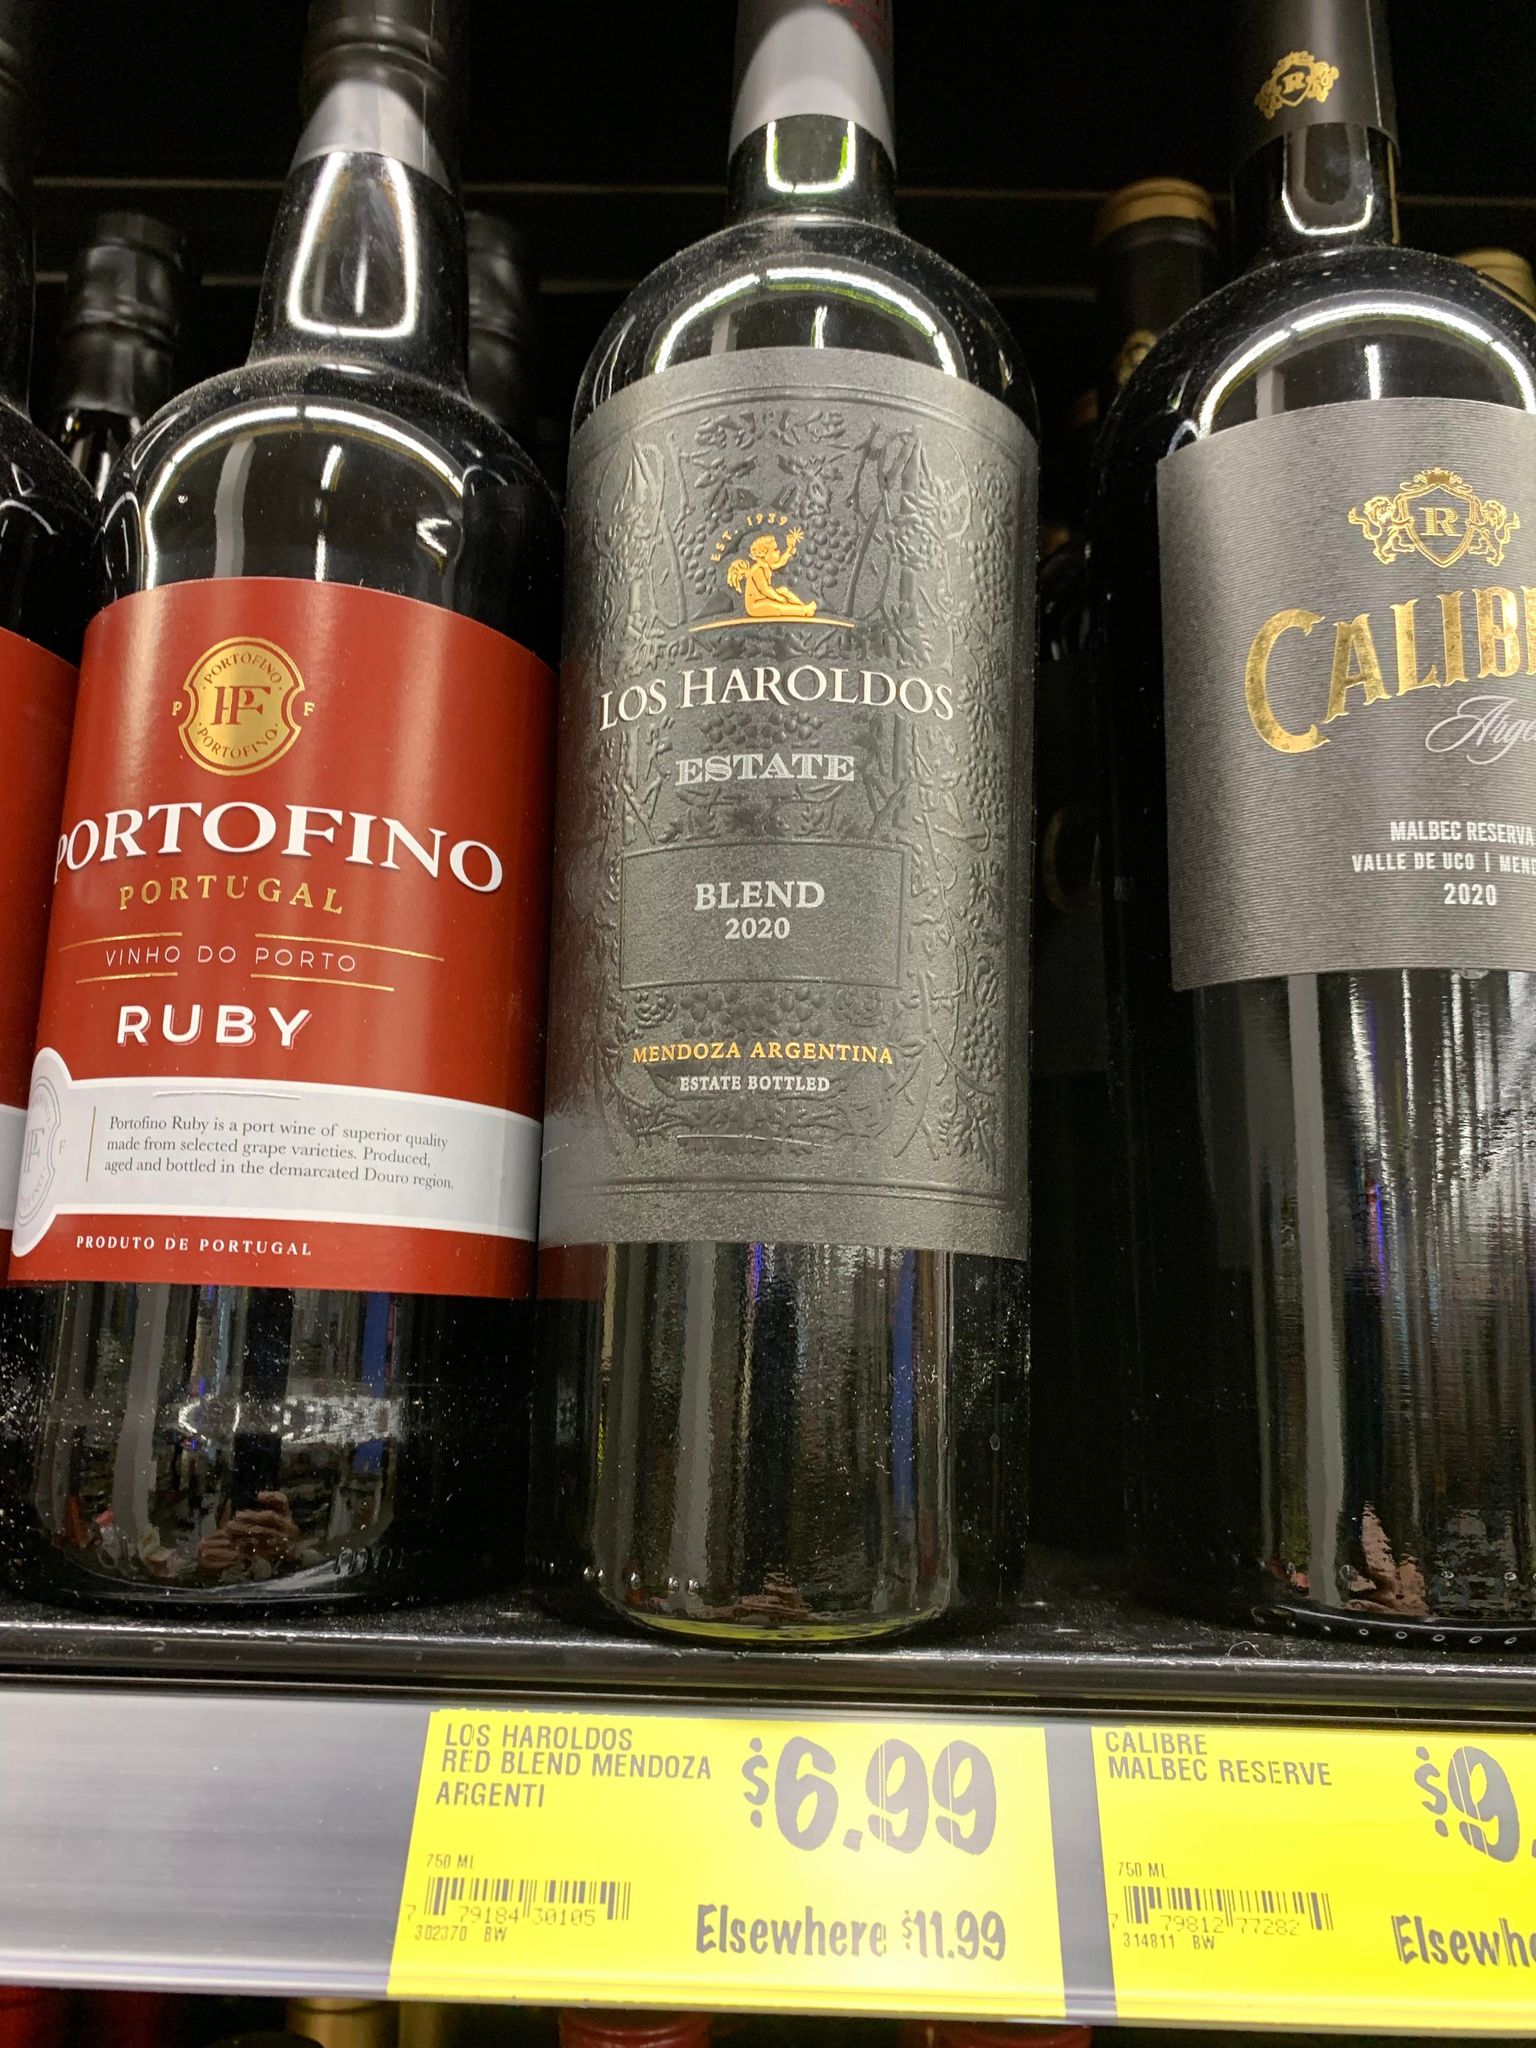 PORTOFINO
P F
PF
PORTOFINO
PORTOFINO
PORTUGAL
VINHO DO PORTO
RUBY
Portofino Ruby is a port wine of superior quality
made from selected grape varieties. Produced,
aged and bottled in the demarcated Douro region.
PRODUTO DE PORTUGAL
EST. 1939
LOS HAROLDOS
ESTATE
BLEND
2020
MENDOZA ARGENTINA
ESTATE BOTTLED
R
R
CALIB
MALBEC RESERVA
VALLE DE UCO | MEN
2020
LOS HAROLDOS
RED BLEND MENDOZA
ARGENTI
$6.99
750 ML
7 79184 30105
302370 BW
Elsewhere $11.99
CALIBRE
MALBEC RESERVE
$9.
750 ML
7 79812 77282
314811 BW
Elsewh